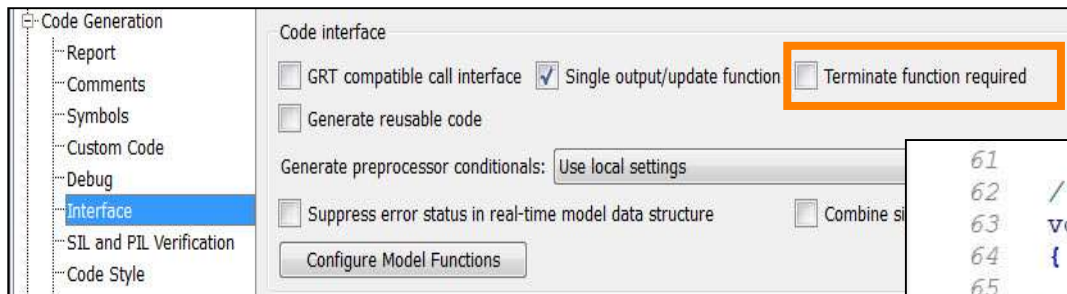 Code Generation
Report
Comments
Symbols
Custom Code
Debug
Interface
SIL and PIL Verification
Code Style
Code interface
GRT compatible call interface Single output/update function Terminate function required
Generate reusable code
Generate preprocessor conditionals: Use local settings
Suppress error status in real-time model data structure Combine
Configure Model Functions
61
62 /
63
64 {
65